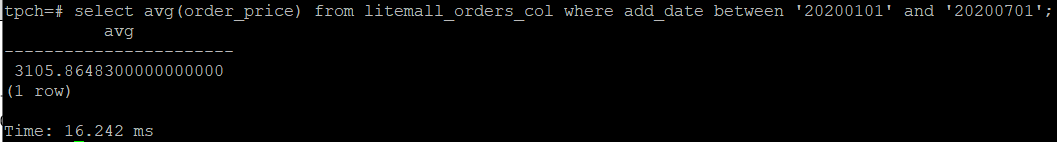 tpch=# select avg(order_price) from litemall_orders_col where add_date between '20200101' and '20200701';
avg
-----------------------
3105.8648300000000000
(1 row)
Time: 16.242 ms